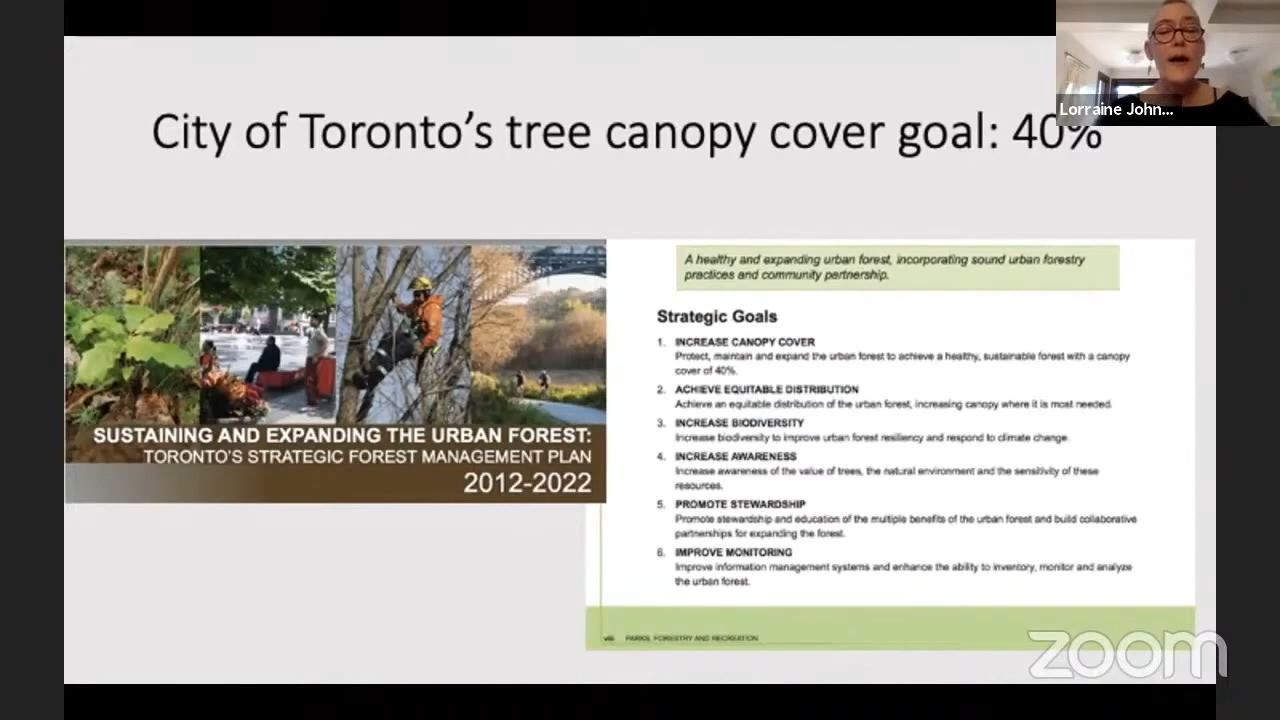 City of Toronto's tree canopy cover goal: 40%
Lorraine John...
SUSTAINING AND EXPANDING THE URBAN FOREST:
TORONTO'S STRATEGIC FOREST MANAGEMENT PLAN
2012-2022
A healthy and expanding urban forest, incorporating sound urban forestry
practices and community partnership.
Strategic Goals
1. INCREASE CANOPY COVER
Protect, maintain and expand the urban forest to achieve a healthy, sustainable forest with a canopy
cover of 40%.
2. ACHIEVE EQUITABLE DISTRIBUTION
Achieve an equitable distribution of the urban forest, increasing canopy where it is most needed.
3. INCREASE BIODIVERSITY
Increase biodiversity to improve urban forest resiliency and respond to climate change.
4. INCREASE AWARENESS
Increase awareness of the value of trees, the natural environment and the sensitivity of these
resources.
5. PROMOTE STEWARDSHIP
Promote stewardship and education of the multiple benefits of the urban forest and build collaborative
partnerships for expanding the forest.
6. IMPROVE MONITORING
Improve information management systems and enhance the ability to inventory, monitor and analyze
the urban forest.
viii PARKS, FORESTRY AND RECREATION
zoom